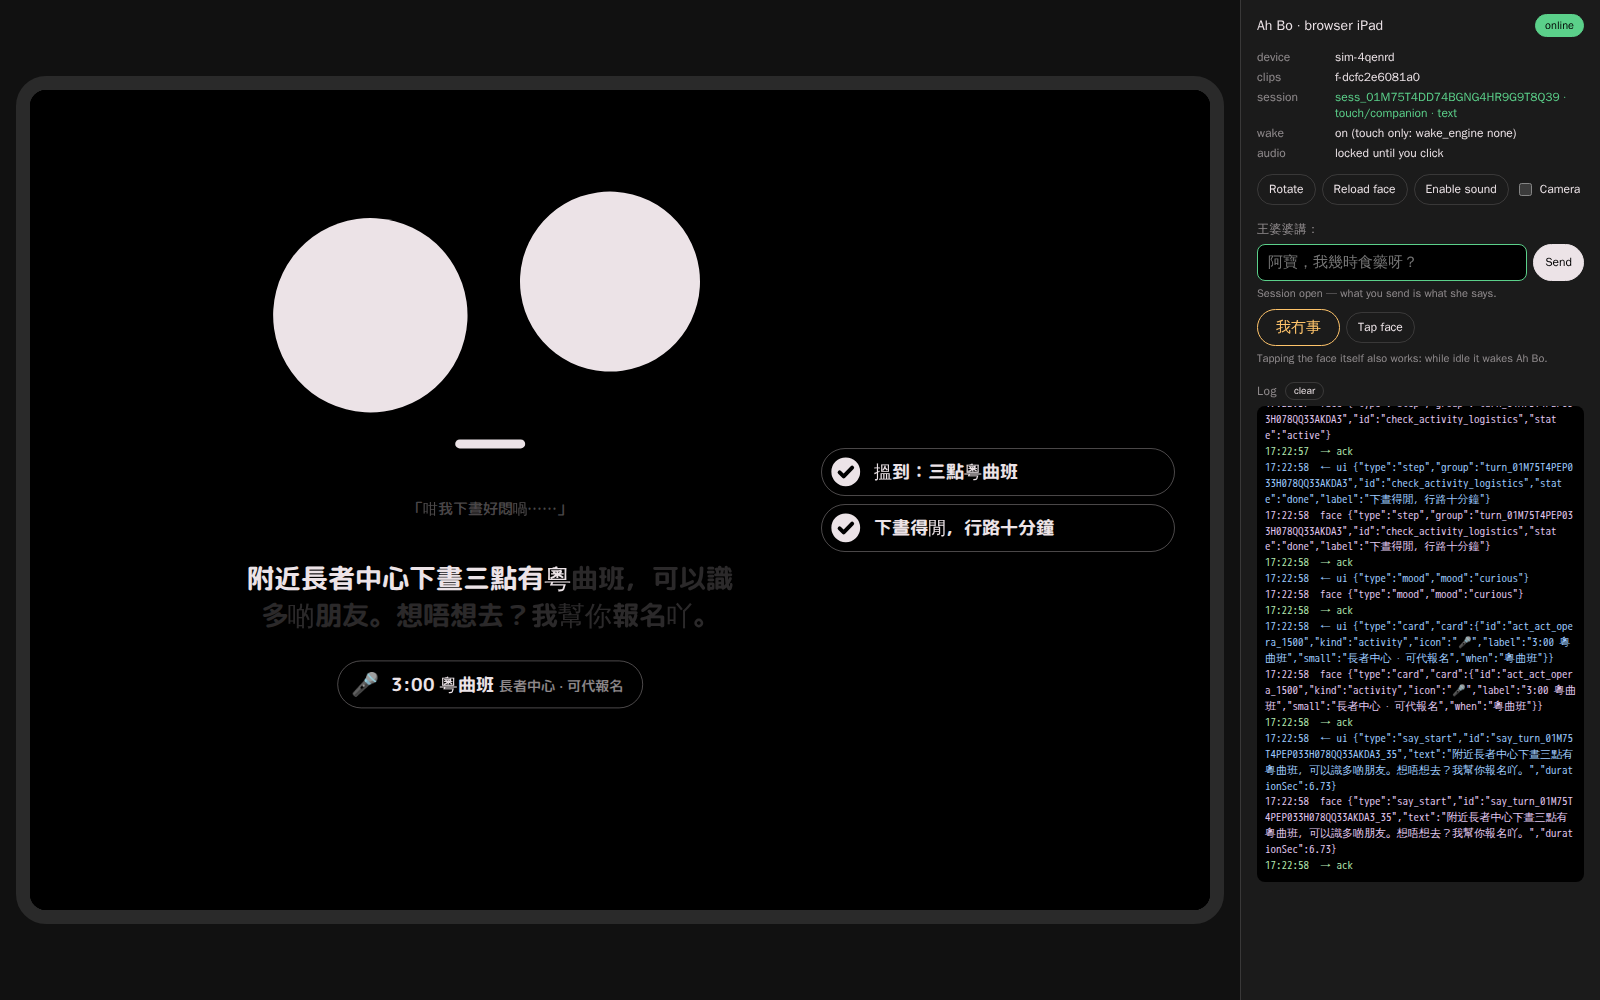 「咁我下晝好悶喎……」
附近長者中心下晝三點有粵曲班，可以識
多啲朋友。想唔想去？我幫你報名吖。
3:00 粵曲班 長者中心 · 可代報名
搵到：三點粵曲班
下晝得閒，行路十分鐘
Ah Bo · browser iPad
online
device sim-4qenrd
clips f-dcfc2e6081a0
session sess_01M75T4DD74BGNG4HR9G9T8Q39 ·
touch/companion · text
wake on (touch only: wake_engine none)
audio locked until you click
Rotate
Reload face
Enable sound
Camera
王婆婆講：
阿寶，我幾時食藥呀？
Send
Session open — what you send is what she says.
我冇事
Tap face
Tapping the face itself also works: while idle it wakes Ah Bo.
Log clear
3H078QQ33AKDA3","id":"check_activity_logistics","stat
e":"active"}
17:22:57 → ack
17:22:58 ← ui {"type":"step","group":"turn_01M75T4PEP0
33H078QQ33AKDA3","id":"check_activity_logistics","stat
e":"done","label":"下晝得閒，行路十分鐘"}
17:22:58 face {"type":"step","group":"turn_01M75T4PEP03
3H078QQ33AKDA3","id":"check_activity_logistics","stat
e":"done","label":"下晝得閒，行路十分鐘"}
17:22:58 → ack
17:22:58 ← ui {"type":"mood","mood":"curious"}
17:22:58 face {"type":"mood","mood":"curious"}
17:22:58 → ack
17:22:58 ← ui {"type":"card","card":{"id":"act_act_ope
ra_1500","kind":"activity","icon":"🎤","label":"3:00 粵
曲班","small":"長者中心 · 可代報名","when":"粵曲班"}}
17:22:58 face {"type":"card","card":{"id":"act_act_oper
a_1500","kind":"activity","icon":"🎤","label":"3:00 粵曲
班","small":"長者中心 · 可代報名","when":"粵曲班"}}
17:22:58 → ack
17:22:58 ← ui {"type":"say_start","id":"say_turn_01M75
T4PEP033H078QQ33AKDA3_35","text":"附近長者中心下晝三點有
粵曲班，可以識多啲朋友。想唔想去？我幫你報名吖。","durat
ionSec":6.73}
17:22:58 face {"type":"say_start","id":"say_turn_01M75T
4PEP033H078QQ33AKDA3_35","text":"附近長者中心下晝三點有
粵曲班，可以識多啲朋友。想唔想去？我幫你報名吖。","durat
ionSec":6.73}
17:22:58 → ack